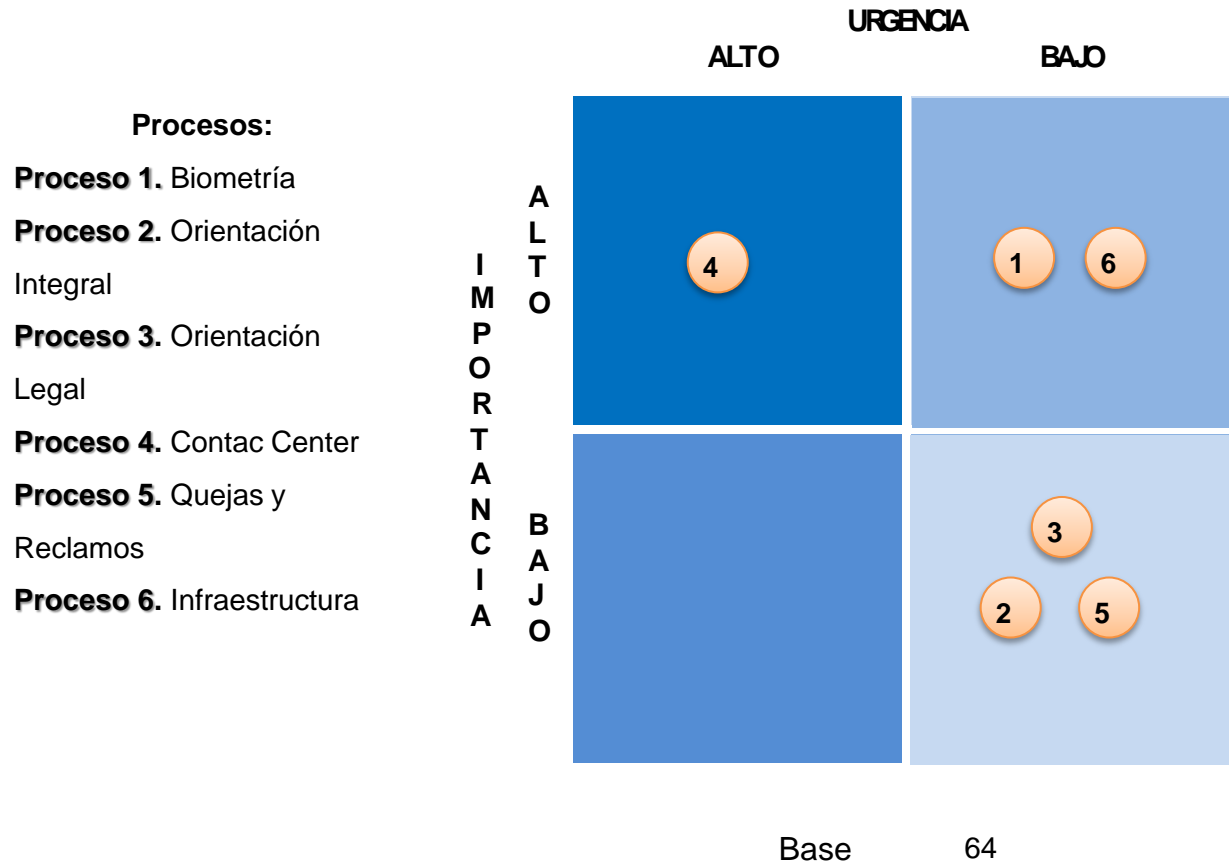 URGENCIA
ALTO BAJO
Procesos:
Proceso 1. Biometría
Proceso 2. Orientación
Integral
Proceso 3. Orientación
Legal
Proceso 4. Contac Center
Proceso 5. Quejas y
Reclamos
Proceso 6. Infraestructura
IMPORTANCIA
ALTO
BAJO
4
1 6
3
2 5
Base 64